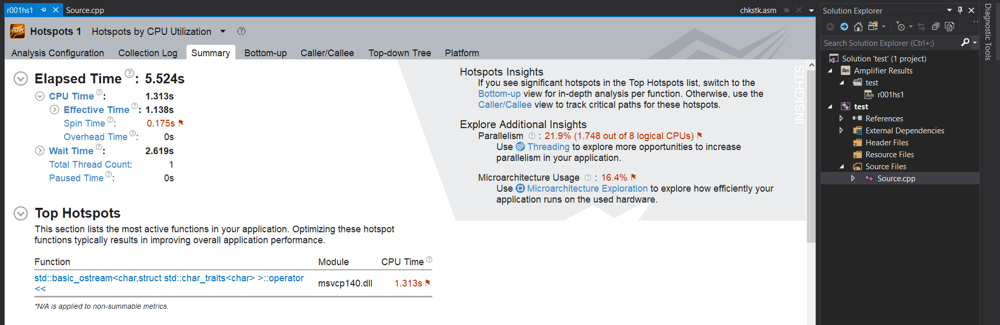 r001hs1
Source.cpp
chkstk.asm
Am
Hotspots 1
Hotspots by CPU Utilization
?
Analysis Configuration
Collection Log
Summary
Bottom-up
Caller/Callee
Top-down Tree
Platform
Elapsed Time ? : 5.524s
CPU Time ? : 1.313s
Effective Time ? : 1.138s
Spin Time ? : 0.175s
Overhead Time ? : 0s
Wait Time ? : 2.619s
Total Thread Count: 1
Paused Time ? : 0s
Top Hotspots
This section lists the most active functions in your application. Optimizing these hotspot
functions typically results in improving overall application performance.
Function Module CPU Time ?
std::basic_ostream<char,struct std::char_traits<char> >::operator
<<
msvcp140.dll 1.313s
*N/A is applied to non-summable metrics.
Hotspots Insights
If you see significant hotspots in the Top Hotspots list, switch to the
Bottom-up view for in-depth analysis per function. Otherwise, use the
Caller/Callee view to track critical paths for these hotspots.
Explore Additional Insights
Parallelism ? : 21.9% (1.748 out of 8 logical CPUs)
Use Threading to explore more opportunities to increase
parallelism in your application.
Microarchitecture Usage ? : 16.4%
Use Microarchitecture Exploration to explore how efficiently your
application runs on the used hardware.
INSIGHTS
Solution Explorer
Search Solution Explorer (Ctrl+;)
Solution 'test' (1 project)
Am Amplifier Results
test
Am r001hs1
test
References
External Dependencies
Header Files
Resource Files
Source Files
Source.cpp
Diagnostic Tools